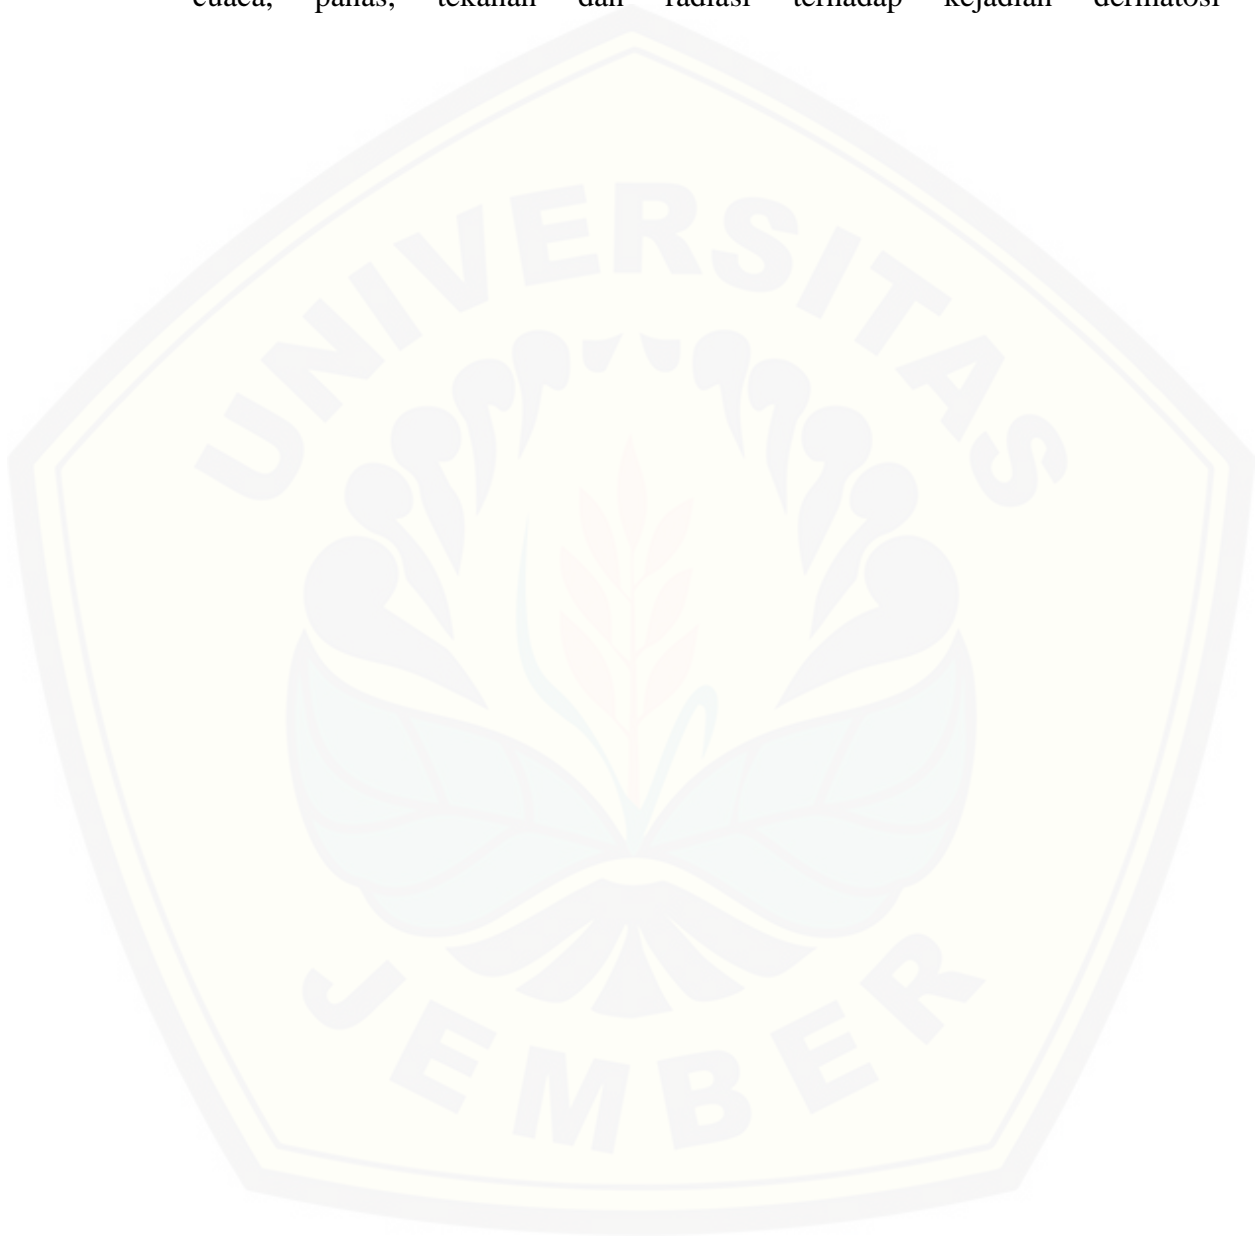 cuaca, panas, tekanan dan radiasi terhadap kejadian dermatosi
UNIVERSITAS
JEMBER